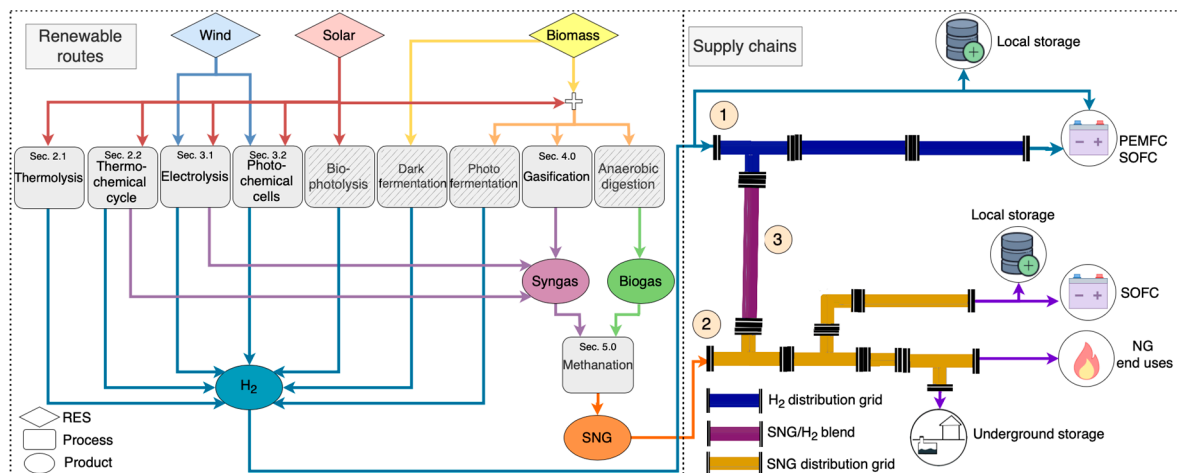 Renewable
routes
Wind
Solar
Biomass
Supply chains
Local storage
1
PEMFC
SOFC
Sec. 2.1
Thermolysis
Sec. 2.2
Thermo-
chemical
cycle
Sec. 3.1
Electrolysis
Sec. 3.2
Photo-
chemical
cells
Bio-
photolysis
Dark
fermentation
Photo
fermentation
Sec. 4.0
Gasification
Anaerobic
digestion
3
Local storage
Syngas
Biogas
SOFC
2
Sec. 5.0
Methanation
NG
end uses
H2
RES
Process
Product
SNG
H2 distribution grid
SNG/H2 blend
SNG distribution grid
Underground storage